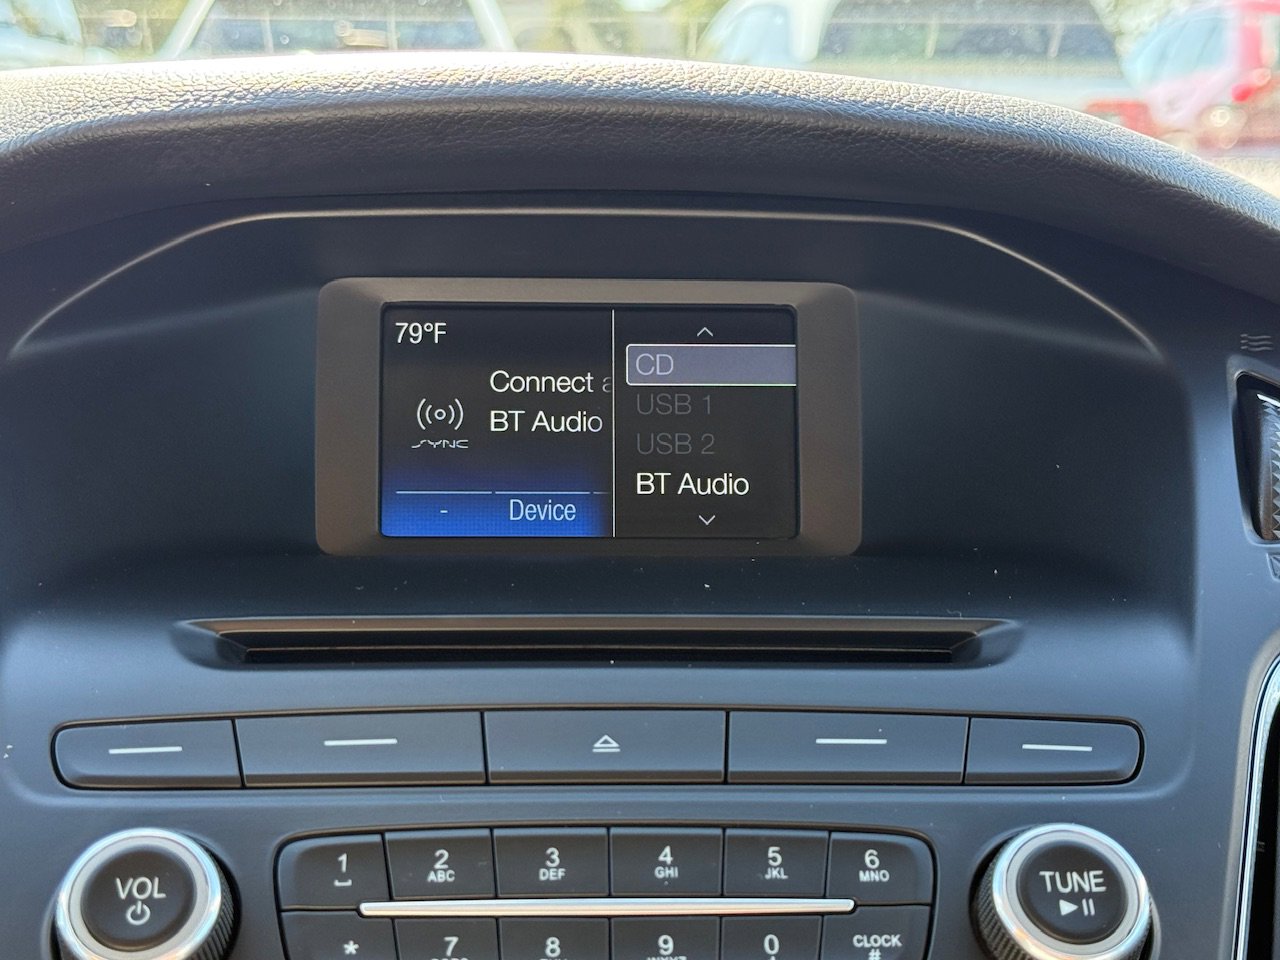 79°F
Connect
BT Audio
SYNC
-
Device
CD
USB 1
USB 2
BT Audio
VOL
1
2
ABC
3
DEF
4
GHI
5
JKL
6
MNO
TUNE
*
7
8
9
0
CLOCK
#